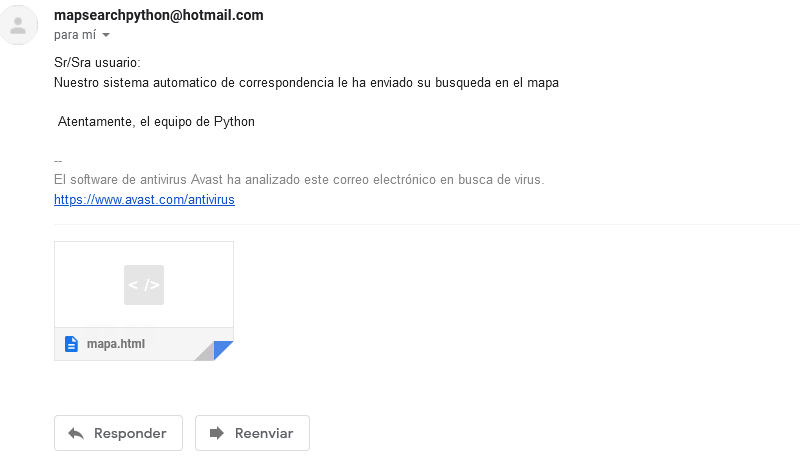 mapsearchpython@hotmail.com
para mí
Sr/Sra usuario:
Nuestro sistema automatico de correspondencia le ha enviado su busqueda en el mapa
Atentamente, el equipo de Python
--
El software de antivirus Avast ha analizado este correo electrónico en busca de virus.
https://www.avast.com/antivirus
< />
mapa.html
Responder
Reenviar